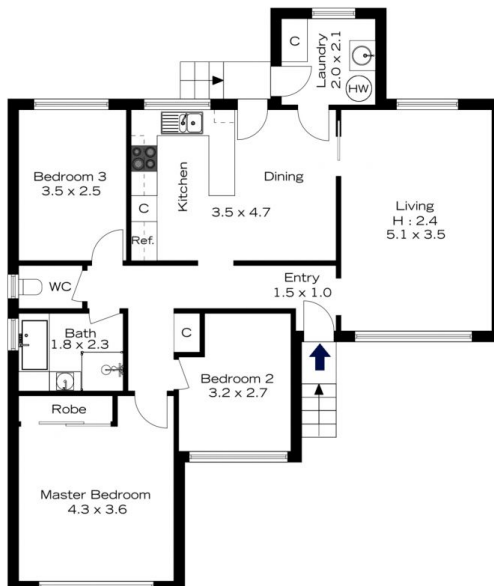 C
Laundry
2.0 x 2.1
HW
Bedroom 3
3.5 x 2.5
Kitchen
Dining
3.5 x 4.7
C
Ref.
Living
H : 2.4
5.1 x 3.5
WC
Entry
1.5 x 1.0
Bath
1.8 x 2.3
C
Bedroom 2
3.2 x 2.7
Robe
Master Bedroom
4.3 x 3.6